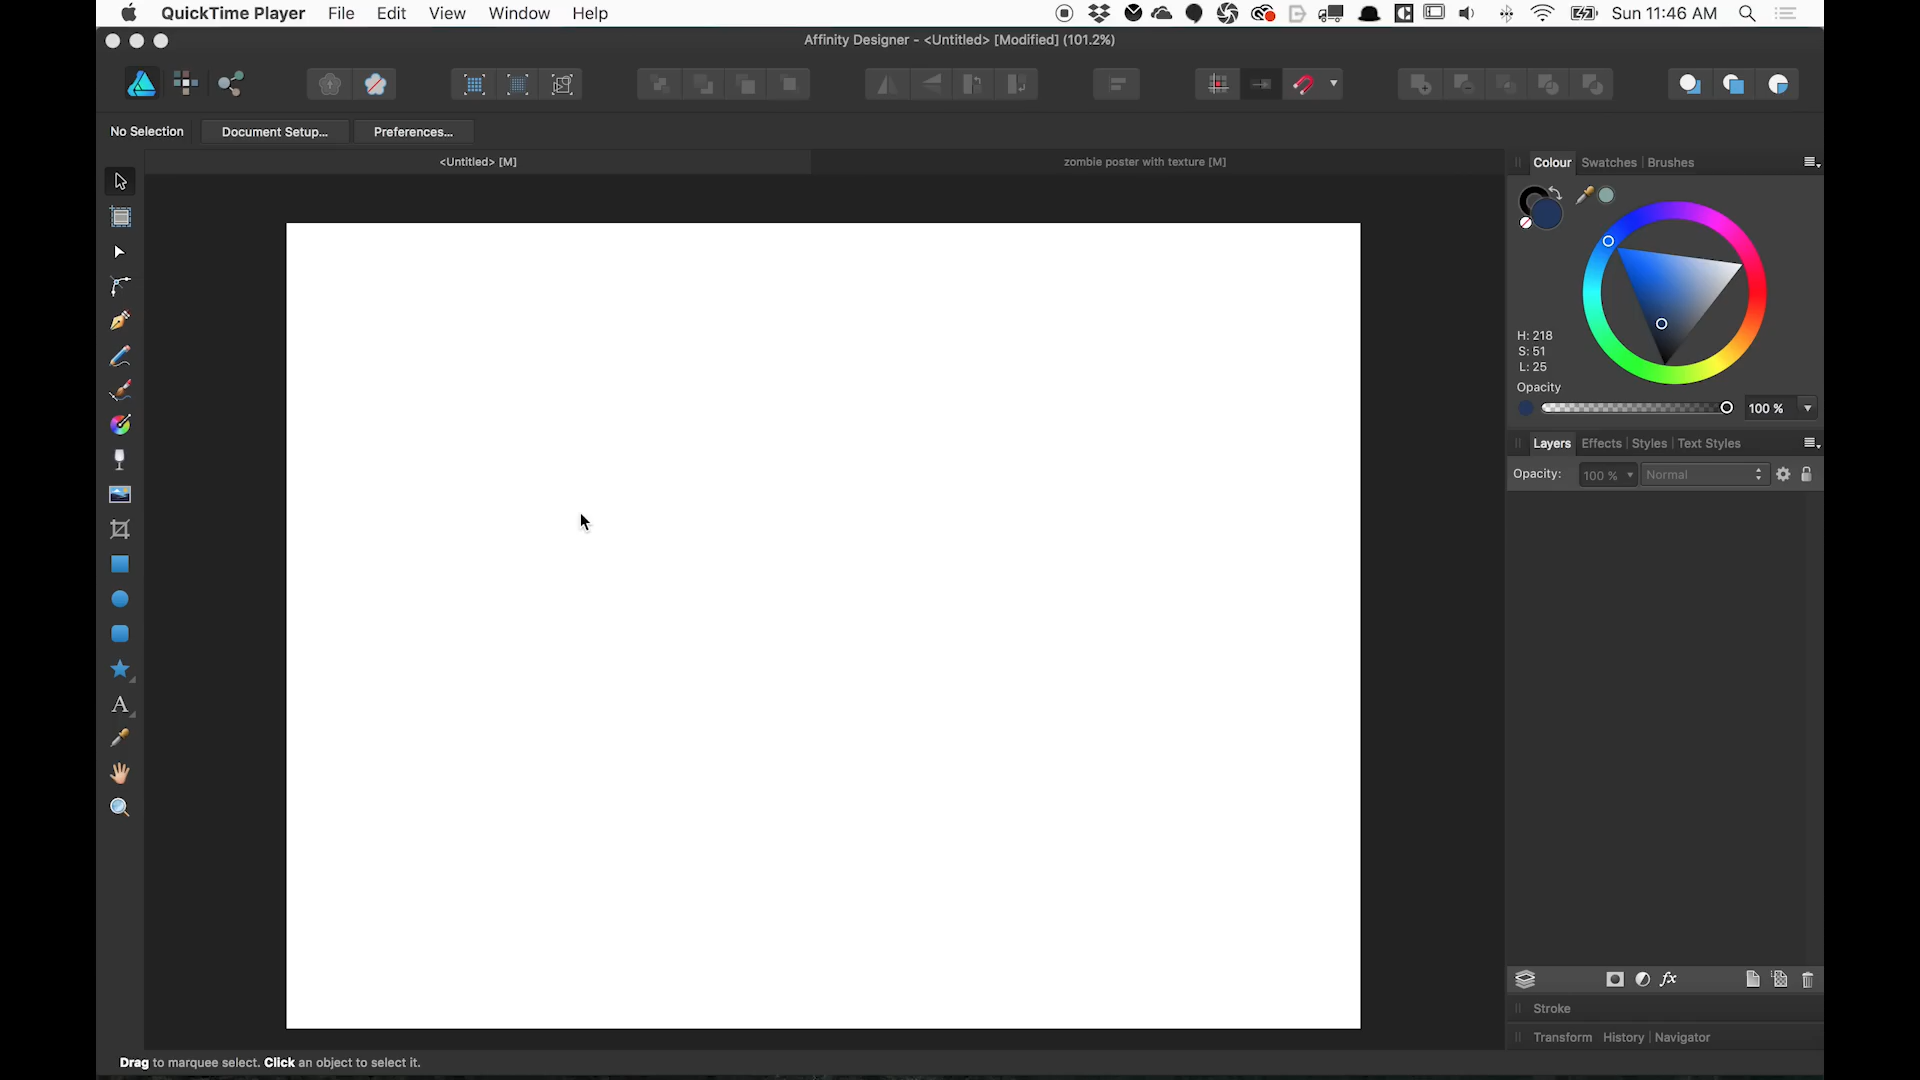 QuickTime Player File Edit View Window Help Sun 11:46 AM
Affinity Designer - <Untitled> [Modified] (101.2%)
No Selection Document Setup... Preferences...
<Untitled> [M] zombie poster with texture [M]
Colour Swatches Brushes
H: 218
S: 51
L: 25
Opacity
100 %
Layers Effects Styles Text Styles
Opacity: 100 % Normal
fx
Stroke
Transform History Navigator
Drag to marquee select. Click an object to select it.